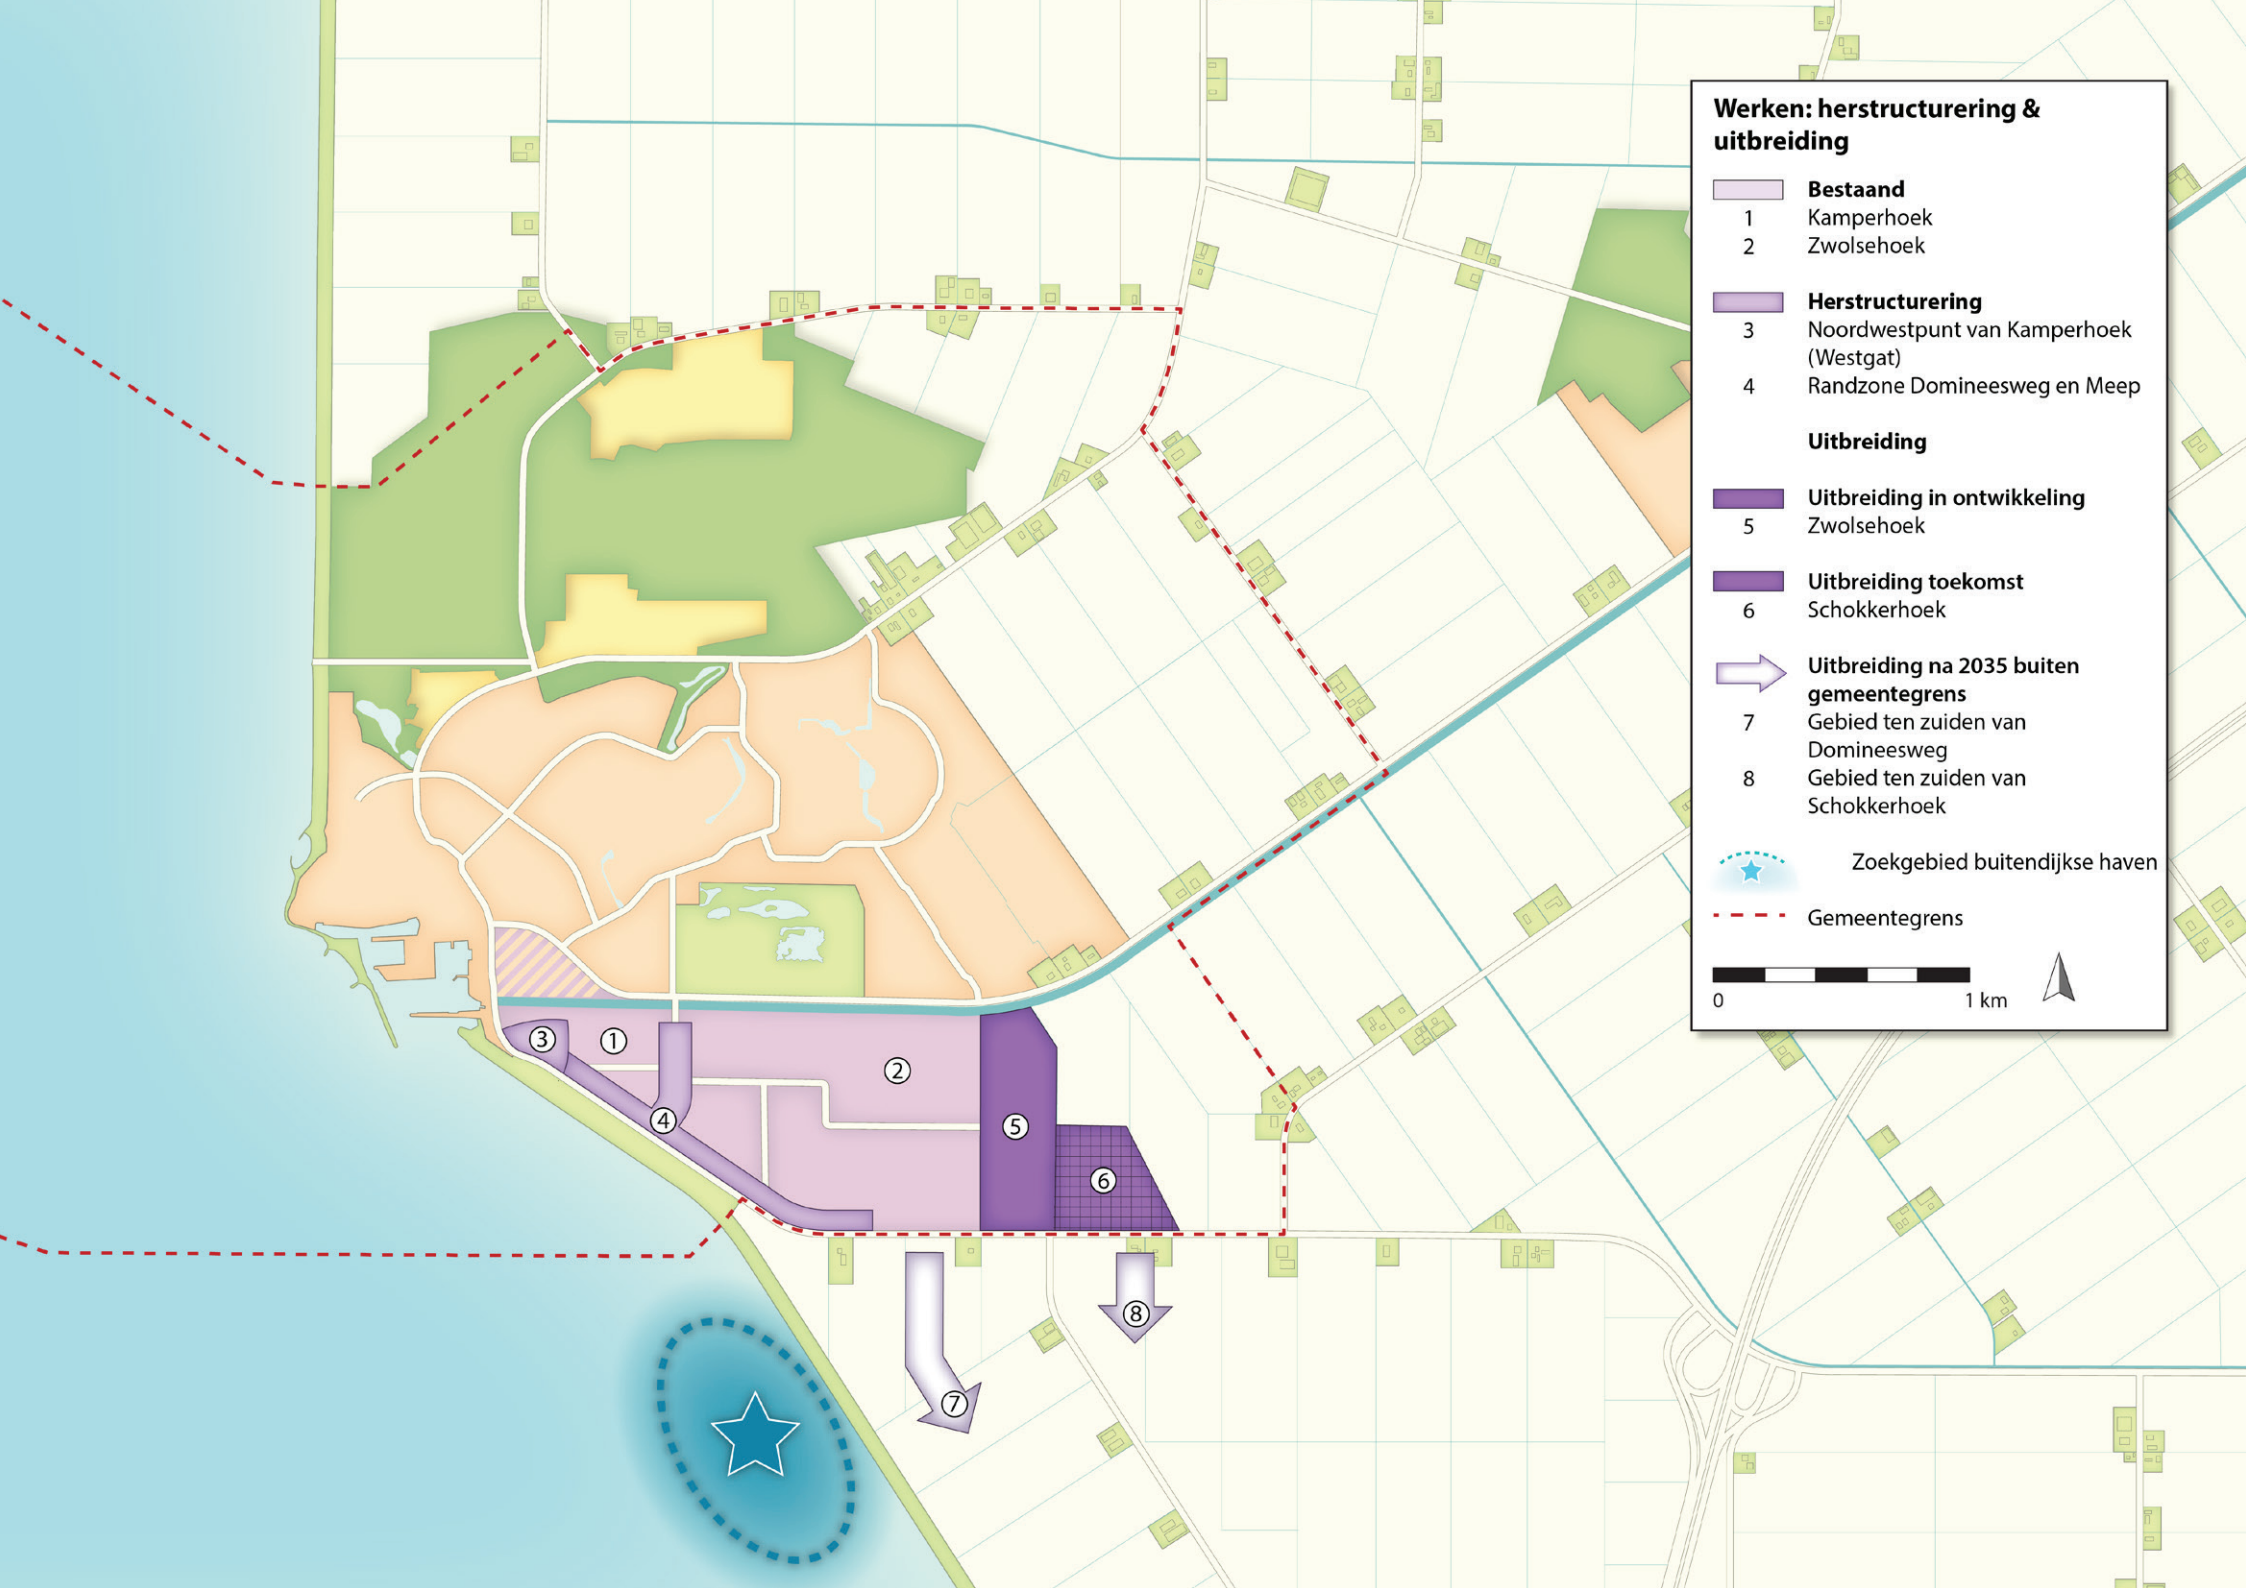 Werken: herstructurering &
uitbreiding
Bestaand
1 Kamperhoek
2 Zwolsehoek
Herstructurering
3 Noordwestpunt van Kamperhoek
(Westgat)
4 Randzone Domineesweg en Meep
Uitbreiding
Uitbreiding in ontwikkeling
5 Zwolsehoek
Uitbreiding toekomst
6 Schokkerhoek
Uitbreiding na 2035 buiten
gemeentegrens
7 Gebied ten zuiden van
Domineesweg
8 Gebied ten zuiden van
Schokkerhoek
Zoekgebied buitendijkse haven
Gemeentegrens
0 1 km
3
1
2
4
5
6
8
7